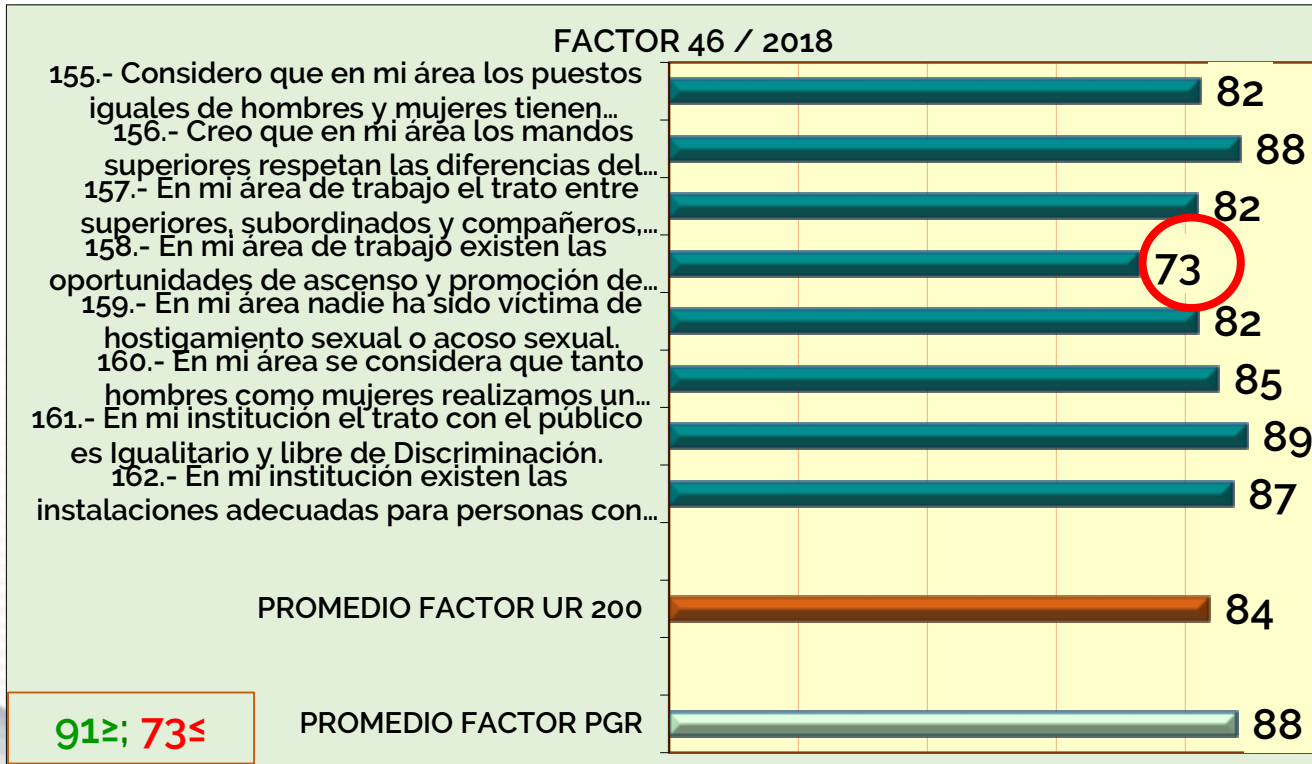 FACTOR 46 / 2018
155.- Considero que en mi área los puestos
iguales de hombres y mujeres tienen...
82
156.- Creo que en mi área los mandos
superiores respetan las diferencias del...
88
157.- En mi área de trabajo el trato entre
superiores, subordinados y compañeros,...
82
158.- En mi área de trabajo existen las
oportunidades de ascenso y promoción de...
73
159.- En mi área nadie ha sido víctima de
hostigamiento sexual o acoso sexual.
82
160.- En mi área se considera que tanto
hombres como mujeres realizamos un...
85
161.- En mi institución el trato con el público
es Igualitario y libre de Discriminación.
89
162.- En mi institución existen las
instalaciones adecuadas para personas con...
87
PROMEDIO FACTOR UR 200
84
PROMEDIO FACTOR PGR
88
91≥; 73≤